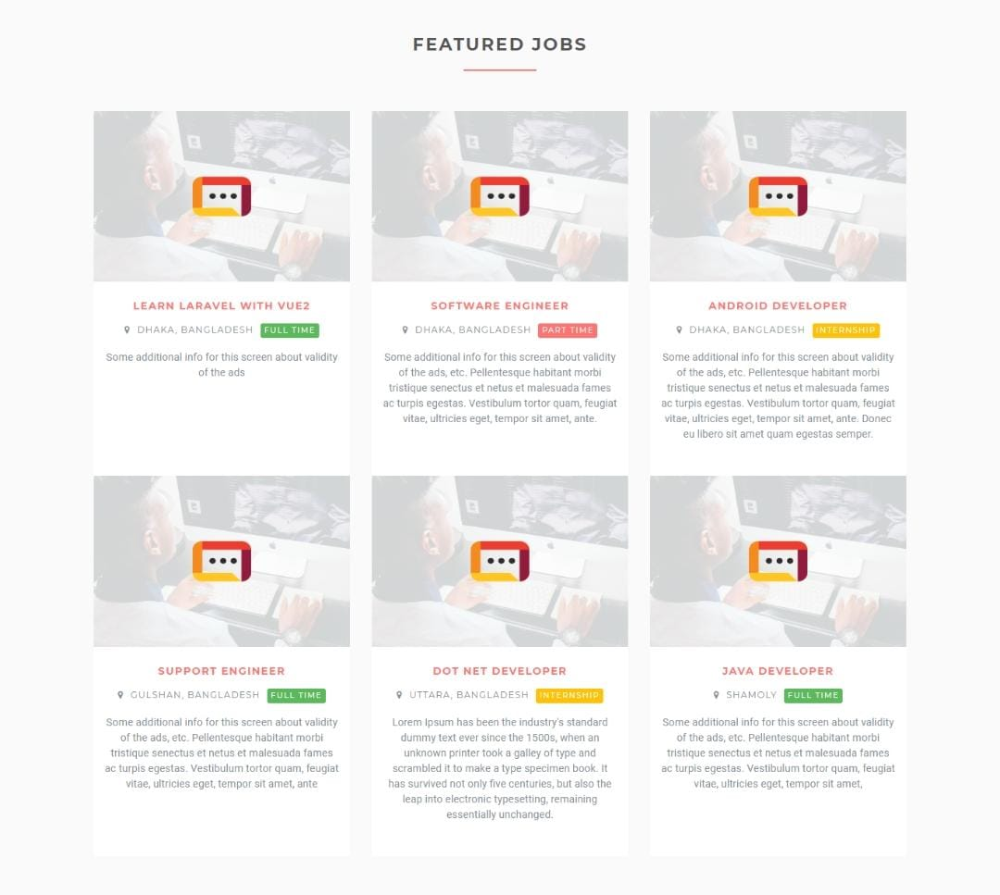 FEATURED JOBS
LEARN LARAVEL WITH VUE2
DHAKA, BANGLADESH FULL TIME
Some additional info for this screen about validity
of the ads
SOFTWARE ENGINEER
DHAKA, BANGLADESH PART TIME
Some additional info for this screen about validity
of the ads, etc. Pellentesque habitant morbi
tristique senectus et netus et malesuada fames
ac turpis egestas. Vestibulum tortor quam, feugiat
vitae, ultricies eget, tempor sit amet, ante.
ANDROID DEVELOPER
DHAKA, BANGLADESH INTERNSHIP
Some additional info for this screen about validity
of the ads, etc. Pellentesque habitant morbi
tristique senectus et netus et malesuada fames
ac turpis egestas. Vestibulum tortor quam, feugiat
vitae, ultricies eget, tempor sit amet, ante. Donec
eu libero sit amet quam egestas semper.
SUPPORT ENGINEER
GULSHAN, BANGLADESH FULL TIME
Some additional info for this screen about validity
of the ads, etc. Pellentesque habitant morbi
tristique senectus et netus et malesuada fames
ac turpis egestas. Vestibulum tortor quam, feugiat
vitae, ultricies eget, tempor sit amet, ante
DOT NET DEVELOPER
UTTARA, BANGLADESH INTERNSHIP
Lorem Ipsum has been the industry's standard
dummy text ever since the 1500s, when an
unknown printer took a galley of type and
scrambled it to make a type specimen book. It
has survived not only five centuries, but also the
leap into electronic typesetting, remaining
essentially unchanged.
JAVA DEVELOPER
SHAMOLY FULL TIME
Some additional info for this screen about validity
of the ads, etc. Pellentesque habitant morbi
tristique senectus et netus et malesuada fames
ac turpis egestas. Vestibulum tortor quam, feugiat
vitae, ultricies eget, tempor sit amet,